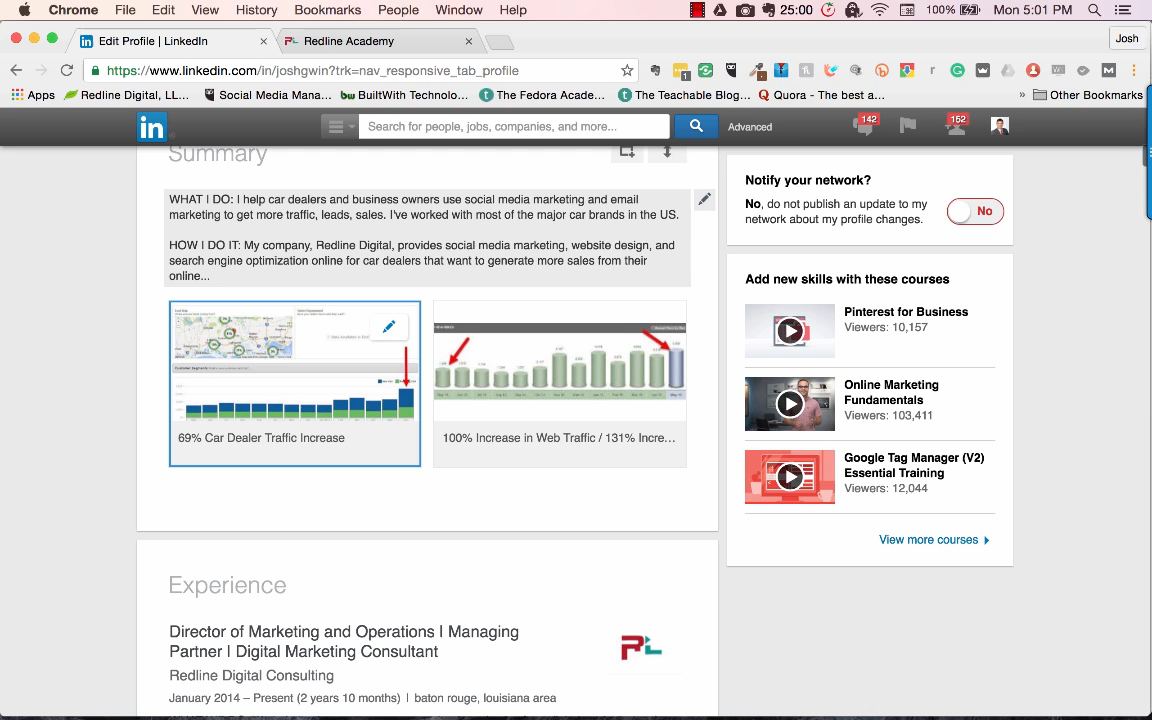 Chrome File Edit View History Bookmarks People Window Help
25:00 100% Mon 5:01 PM
Edit Profile | LinkedIn
Redline Academy
Josh
https://www.linkedin.com/in/joshgwin?trk=nav_responsive_tab_profile
Apps Redline Digital, LL... Social Media Mana... BuiltWith Technolo... The Fedora Acade... The Teachable Blog... Quora - The best a... » Other Bookmarks
in
Search for people, jobs, companies, and more...
Advanced
142
152
Summary
WHAT I DO: I help car dealers and business owners use social media marketing and email
marketing to get more traffic, leads, sales. I've worked with most of the major car brands in the US.
HOW I DO IT: My company, Redline Digital, provides social media marketing, website design, and
search engine optimization online for car dealers that want to generate more sales from their
online...
69% Car Dealer Traffic Increase
100% Increase in Web Traffic / 131% Incre...
Experience
Director of Marketing and Operations | Managing
Partner | Digital Marketing Consultant
Redline Digital Consulting
January 2014 – Present (2 years 10 months) | baton rouge, louisiana area
Notify your network?
No, do not publish an update to my
network about my profile changes.
No
Add new skills with these courses
Pinterest for Business
Viewers: 10,157
Online Marketing
Fundamentals
Viewers: 103,411
Google Tag Manager (V2)
Essential Training
Viewers: 12,044
View more courses